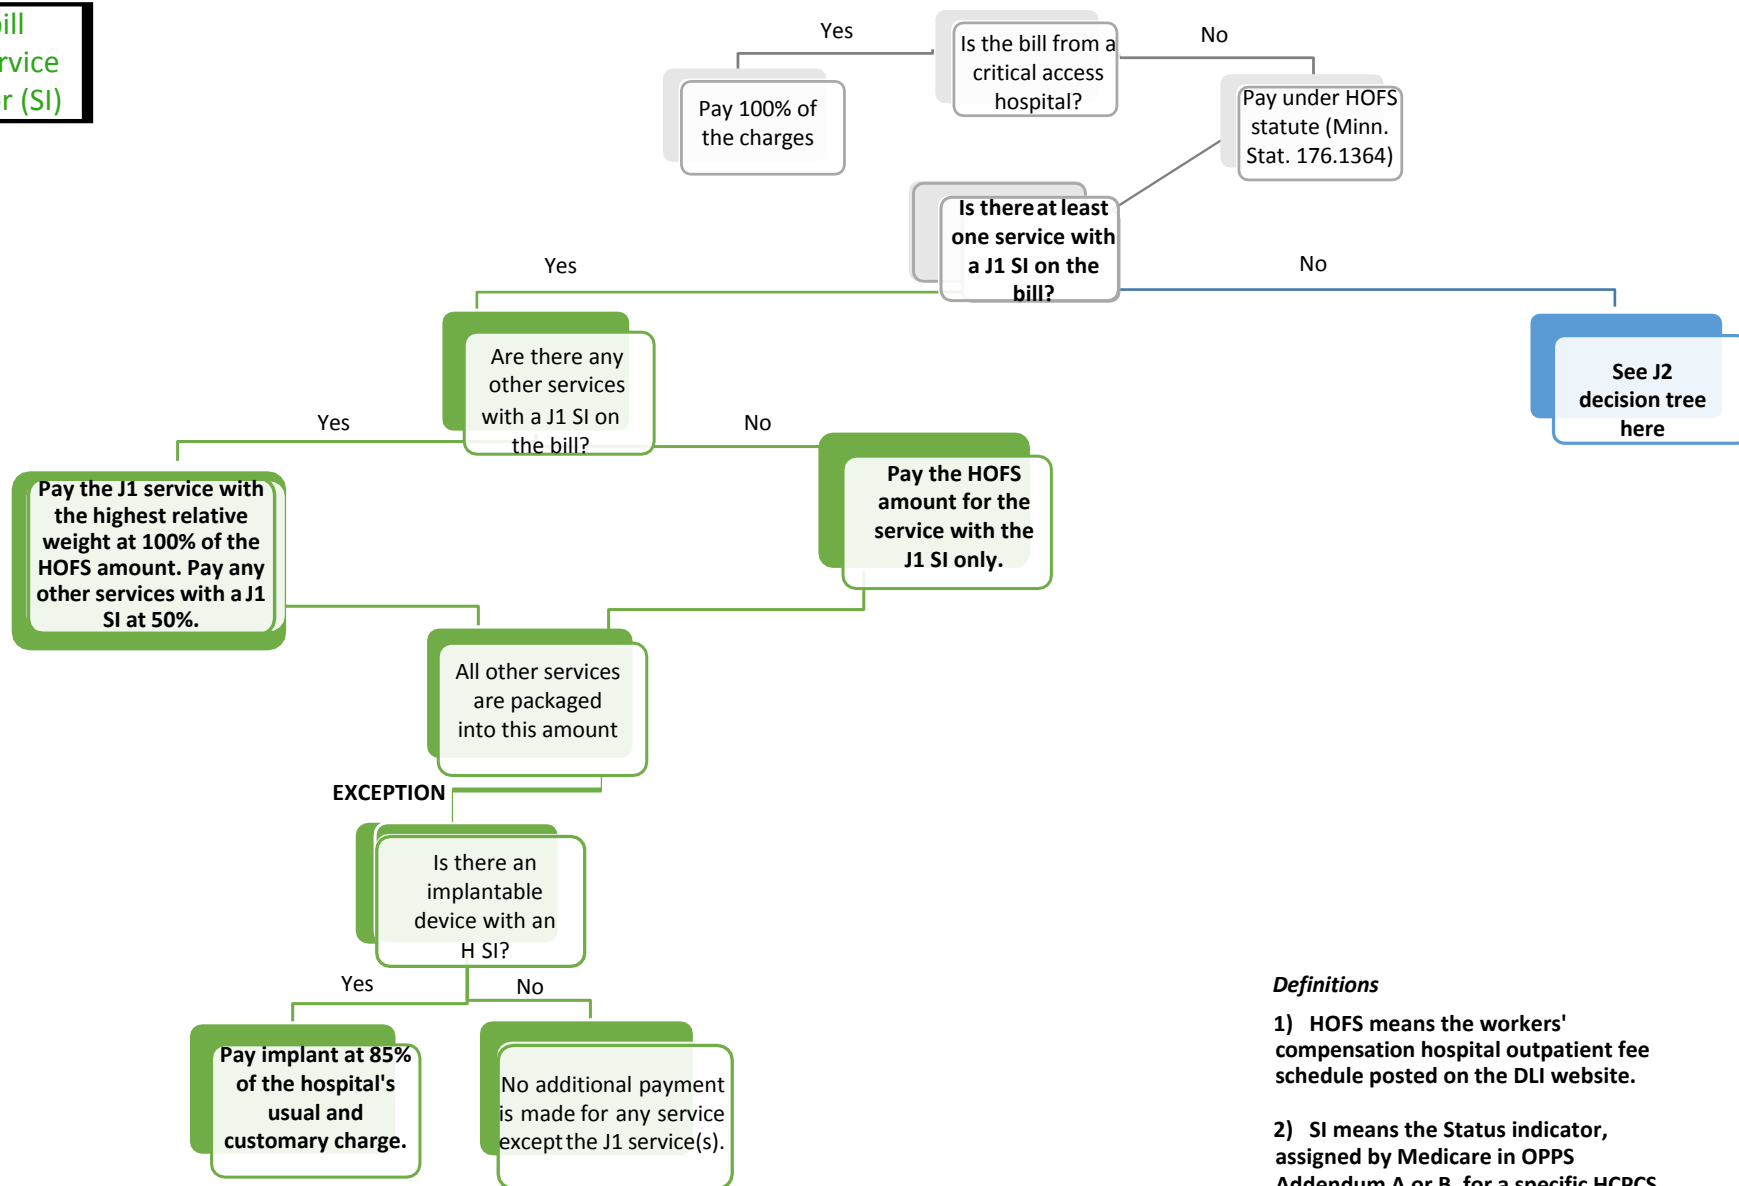 bill
rvice
r (SI)
Yes
Is the bill from a
critical access
hospital?
No
Pay 100% of
the charges
Pay under HOFS
statute (Minn.
Stat. 176.1364)
Is there at least
one service with
a J1 SI on the
bill?
Yes
No
Are there any
other services
with a J1 SI on
the bill?
See J2
decision tree
here
Yes
No
Pay the J1 service with
the highest relative
weight at 100% of the
HOFS amount. Pay any
other services with a J1
SI at 50%.
Pay the HOFS
amount for the
service with the
J1 SI only.
All other services
are packaged
into this amount
EXCEPTION
Is there an
implantable
device with an
H SI?
Yes
No
Pay implant at 85%
of the hospital's
usual and
customary charge.
No additional payment
is made for any service
except the J1 service(s).
Definitions
1) HOFS means the workers'
compensation hospital outpatient fee
schedule posted on the DLI website.
2) SI means the Status indicator,
assigned by Medicare in OPPS
Addendum A or B, for a specific HCPCS